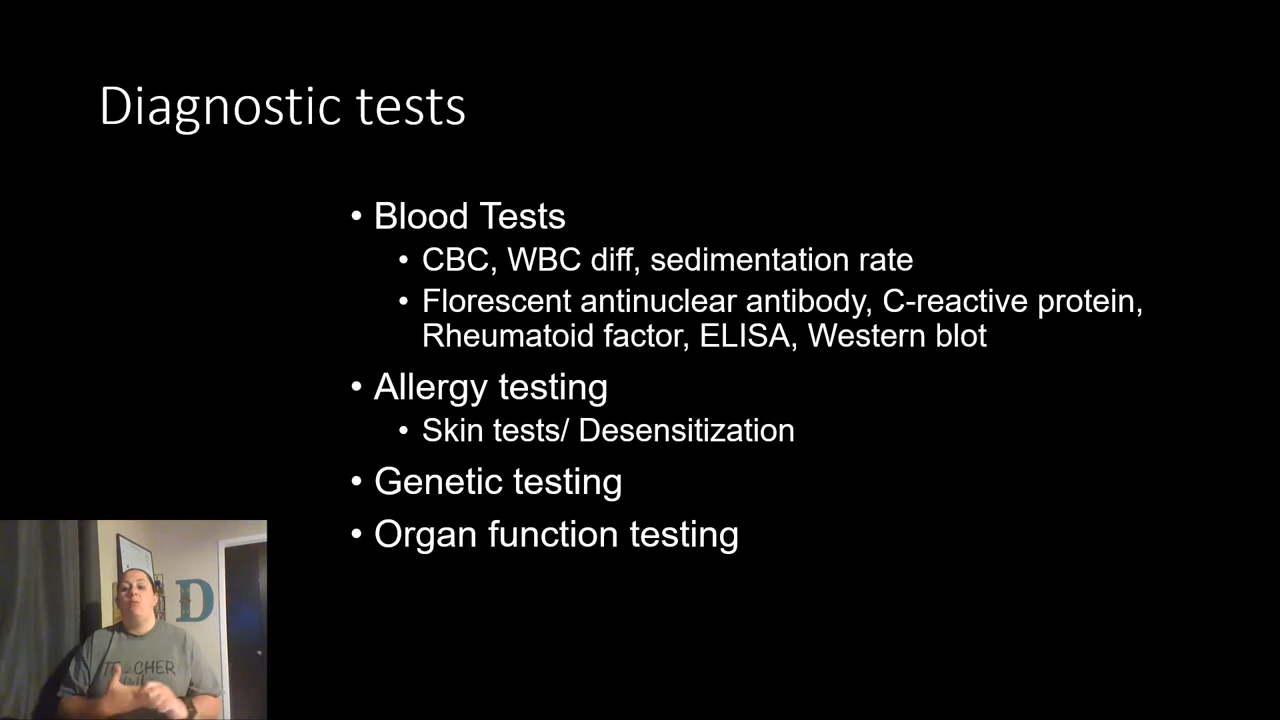 Diagnostic tests
• Blood Tests
• CBC, WBC diff, sedimentation rate
• Florescent antinuclear antibody, C-reactive protein,
Rheumatoid factor, ELISA, Western blot
• Allergy testing
• Skin tests/ Desensitization
• Genetic testing
• Organ function testing
D